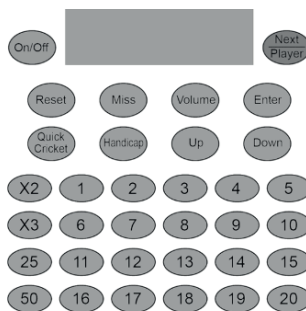 On/Off
Next
Player
Reset Miss Volume Enter
Quick
Cricket
Handicap Up Down
X2 1 2 3 4 5
X3 6 7 8 9 10
25 11 12 13 14 15
50 16 17 18 19 20